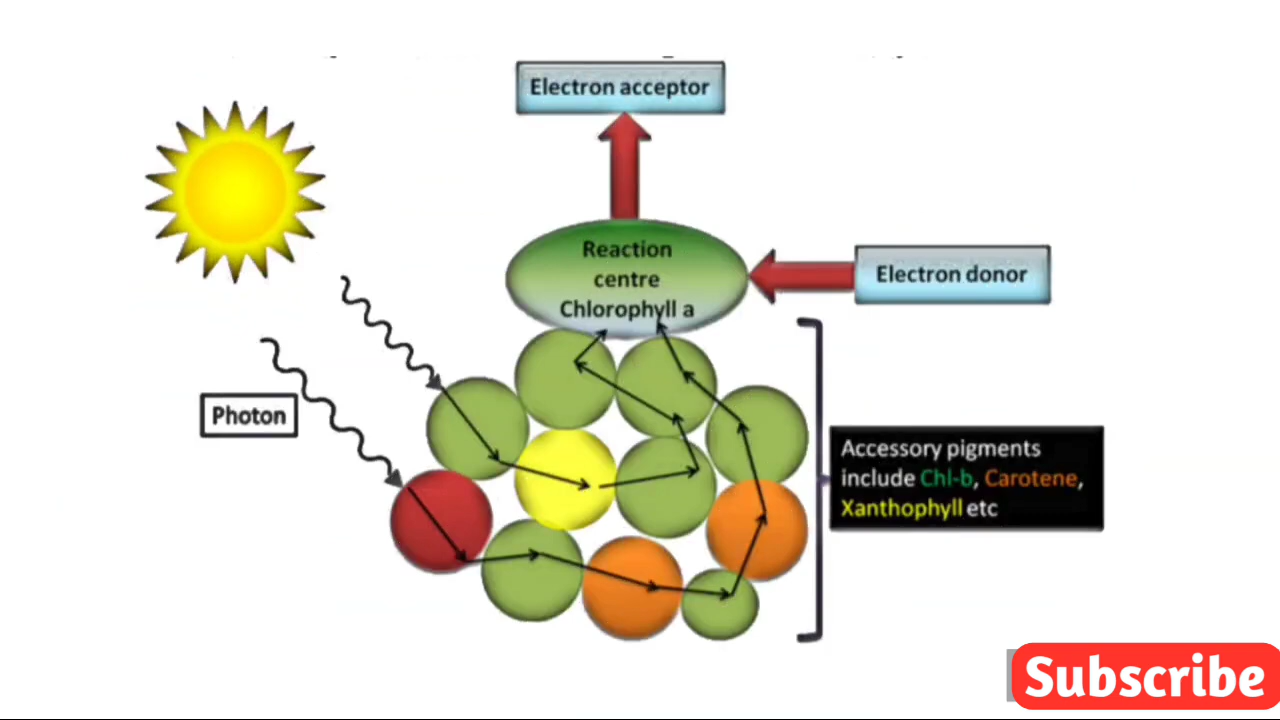 Electron acceptor
Reaction
centre
Chlorophyll a
Electron donor
Photon
Accessory pigments
include Chl-b, Carotene,
Xanthophyll etc
Subscribe